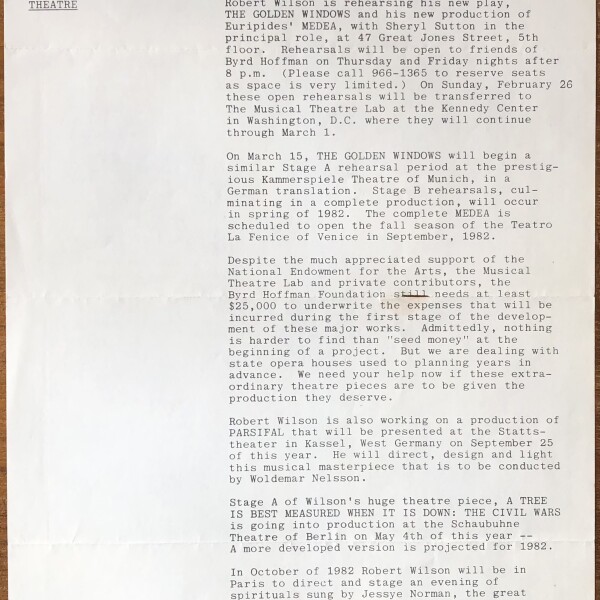 THEATRE
Robert Wilson is rehearsing his new play,
THE GOLDEN WINDOWS and his new production of
Euripides' MEDEA, with Sheryl Sutton in the
principal role, at 47 Great Jones Street, 5th
floor. Rehearsals will be open to friends of
Byrd Hoffman on Thursday and Friday nights after
8 p.m. (Please call 966-1365 to reserve seats
as space is very limited.) On Sunday, February 26
these open rehearsals will be transferred to
The Musical Theatre Lab at the Kennedy Center
in Washington, D.C. where they will continue
through March 1.
On March 15, THE GOLDEN WINDOWS will begin a
similar Stage A rehearsal period at the prestig-
ious Kammerspiele Theatre of Munich, in a
German translation. Stage B rehearsals, cul-
minating in a complete production, will occur
in spring of 1982. The complete MEDEA is
scheduled to open the fall season of the Teatro
La Fenice of Venice in September, 1982.
Despite the much appreciated support of the
National Endowment for the Arts, the Musical
Theatre Lab and private contributors, the
Byrd Hoffman Foundation still needs at least
$25,000 to underwrite the expenses that will be
incurred during the first stage of the develop-
ment of these major works. Admittedly, nothing
is harder to find than "seed money" at the
beginning of a project. But we are dealing with
state opera houses used to planning years in
advance. We need your help now if these extra-
ordinary theatre pieces are to be given the
production they deserve.
Robert Wilson is also working on a production of
PARSIFAL that will be presented at the Statts-
theater in Kassel, West Germany on September 25
of this year. He will direct, design and light
this musical masterpiece that is to be conducted
by Woldemar Nelsson.
Stage A of Wilson's huge theatre piece, A TREE
IS BEST MEASURED WHEN IT IS DOWN: THE CIVIL WARS
is going into production at the Schaubuhne
Theatre of Berlin on May 4th of this year --
A more developed version is projected for 1982.
In October of 1982 Robert Wilson will be in
Paris to direct and stage an evening of
spirituals sung by Jessye Norman, the great